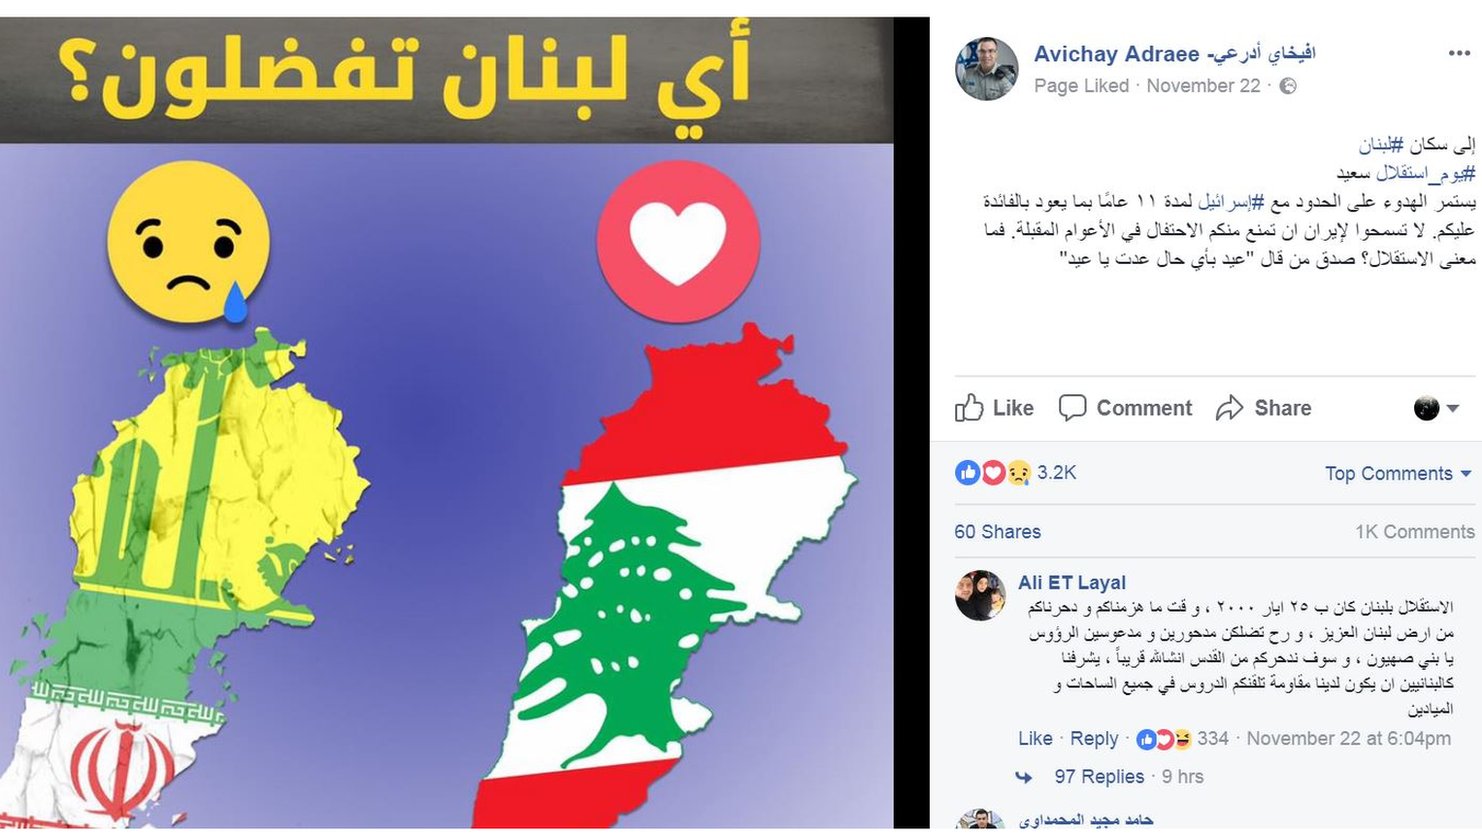 أي لبنان تفضلون؟
Avichay Adraee -افيخاي أدرعي
Page Liked · November 22 ·
إلى سكان #لبنان
#يوم_استقلال سعيد
يستمر الهدوء على الحدود مع #إسرائيل لمدة ١١ عامًا بما يعود بالفائدة
عليكم. لا تسمحوا لإيران ان تمنع منكم الاحتفال في الأعوام المقبلة. فما
معنى الاستقلال؟ صدق من قال "عيد بأي حال عدت يا عيد"
Like Comment Share
3.2K Top Comments
60 Shares 1K Comments
Ali ET Layal
الاستقلال بلبنان كان ب ٢٥ ايار ٢٠٠٠ ، و قت ما هزمناكم و دحرناكم
من ارض لبنان العزيز ، و رح تضلكن مدحورين و مدعوسين الرؤوس
يا بني صهيون ، و سوف ندحركم من القدس انشالله قريباً ، يشرفنا
كالبنانيين ان يكون لدينا مقاومة تلقنكم الدروس في جميع الساحات و
الميادين
Like · Reply · 334 · November 22 at 6:04pm
97 Replies · 9 hrs
حامد مجيد المحمداوي